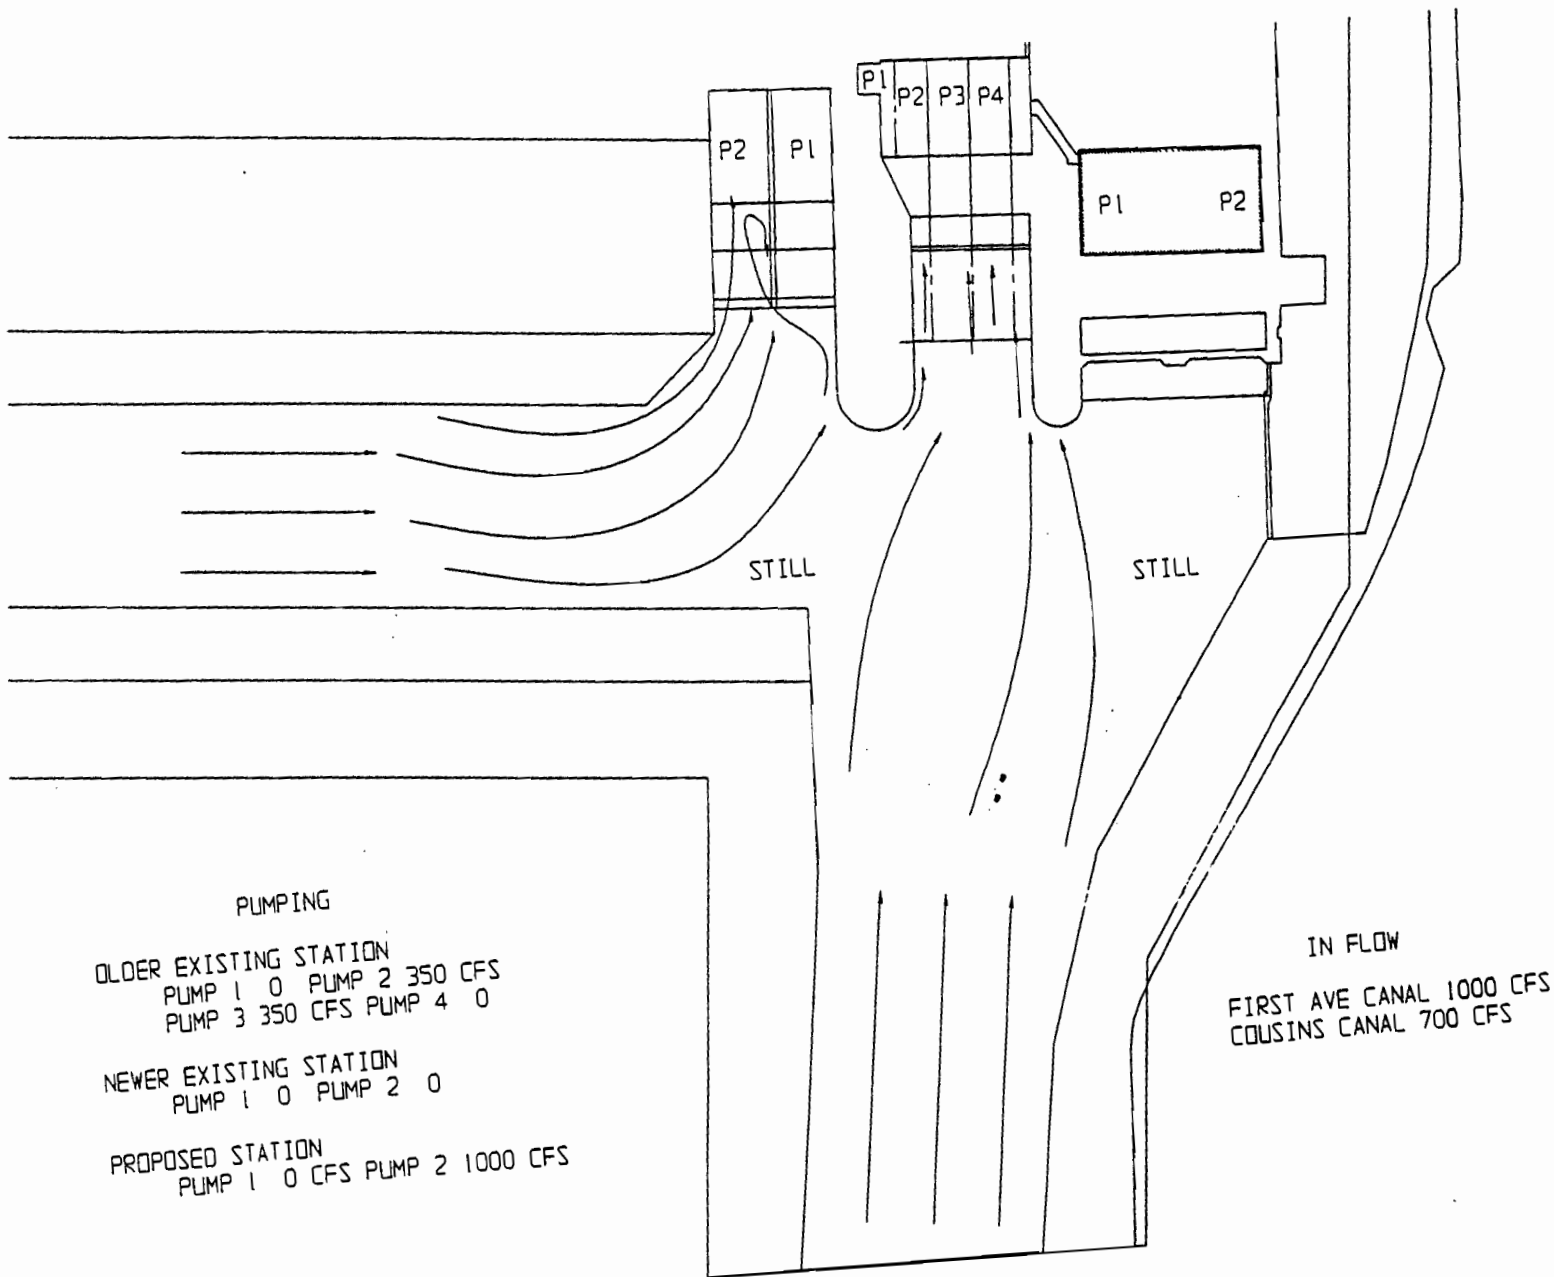 P1
P2 P3 P4
P2 P1
P1 P2
STILL
STILL
PUMPING
OLDER EXISTING STATION
PUMP 1 0 PUMP 2 350 CFS
PUMP 3 350 CFS PUMP 4 0
NEWER EXISTING STATION
PUMP 1 0 PUMP 2 0
PROPOSED STATION
PUMP 1 0 CFS PUMP 2 1000 CFS
IN FLOW
FIRST AVE CANAL 1000 CFS
COUSINS CANAL 700 CFS